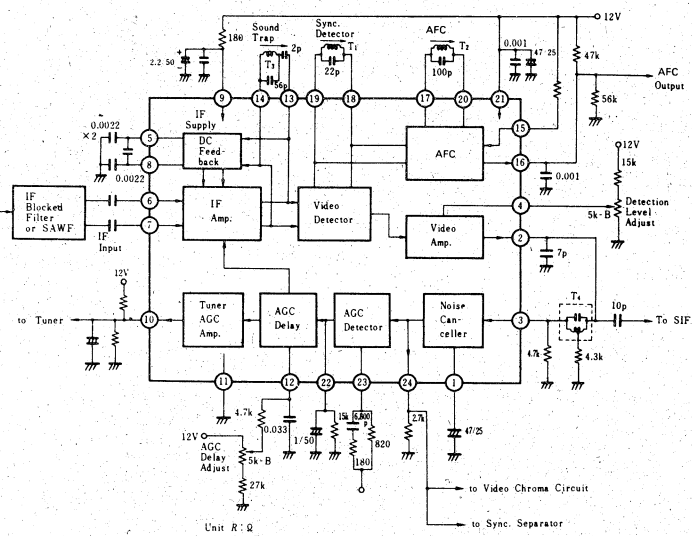 12V
180
2.2/50
Sound
Trap
2p
T3
56p
Sync.
Detector
T1
22p
AFC
T2
100p
0.001
47/25
47k
AFC
Output
56k
9
14
13
19
18
17
20
21
15
16
0.001
0.0022
×2
5
8
0.0022
IF
Supply
DC
Feed-
back
AFC
12V
15k
5k-B
Detection
Level
Adjust
IF
Blocked
Filter
or SAWF
IF
Input
6
7
IF
Amp.
Video
Detector
Video
Amp.
4
2
7p
12V
to Tuner
10
Tuner
AGC
Amp.
AGC
Delay
AGC
Detector
Noise
Can-
celler
3
T4
10p
To SIF
4.7k
4.3k
11
12
22
23
24
1
4.7k
0.033
1/50
15k
6,800
p
180
820
2.7k
47/25
12V
AGC
Delay
Adjust
5k-B
27k
to Video Chroma Circuit
to Sync. Separator
Unit R : Ω